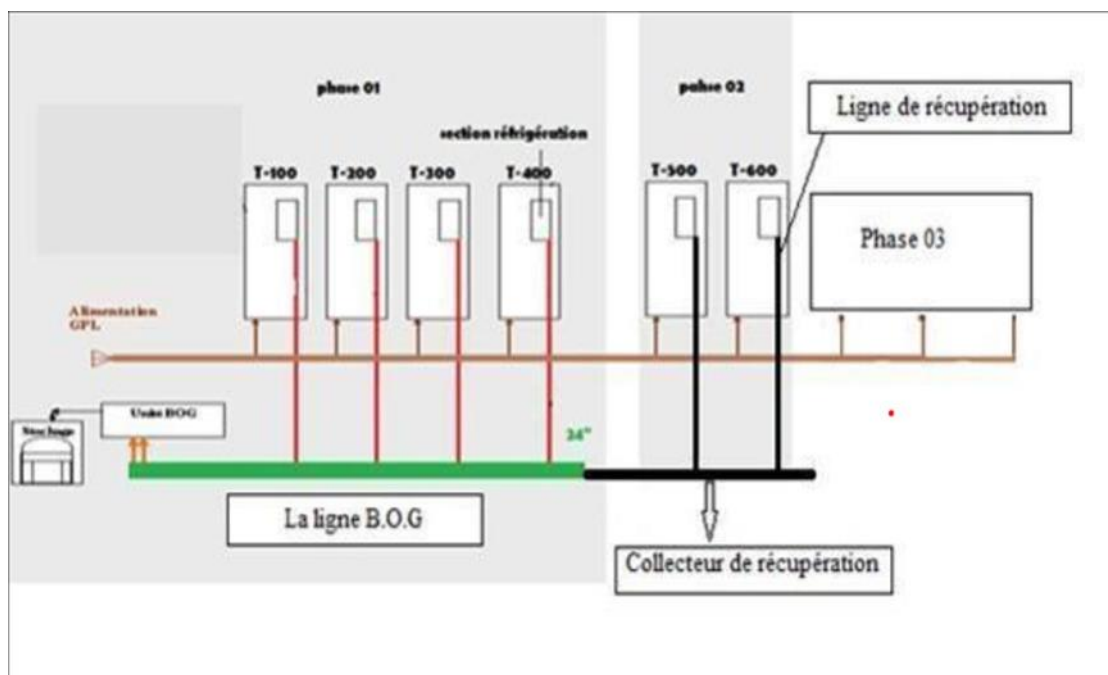 phase 01
pahse 02
Ligne de récupération
section réfrigération
T-100 T-200 T-300 T-400 T-500 T-600
Phase 03
Alimentation
GPL
Unité BOG
Stockage
24"
La ligne B.O.G
Collecteur de récupération